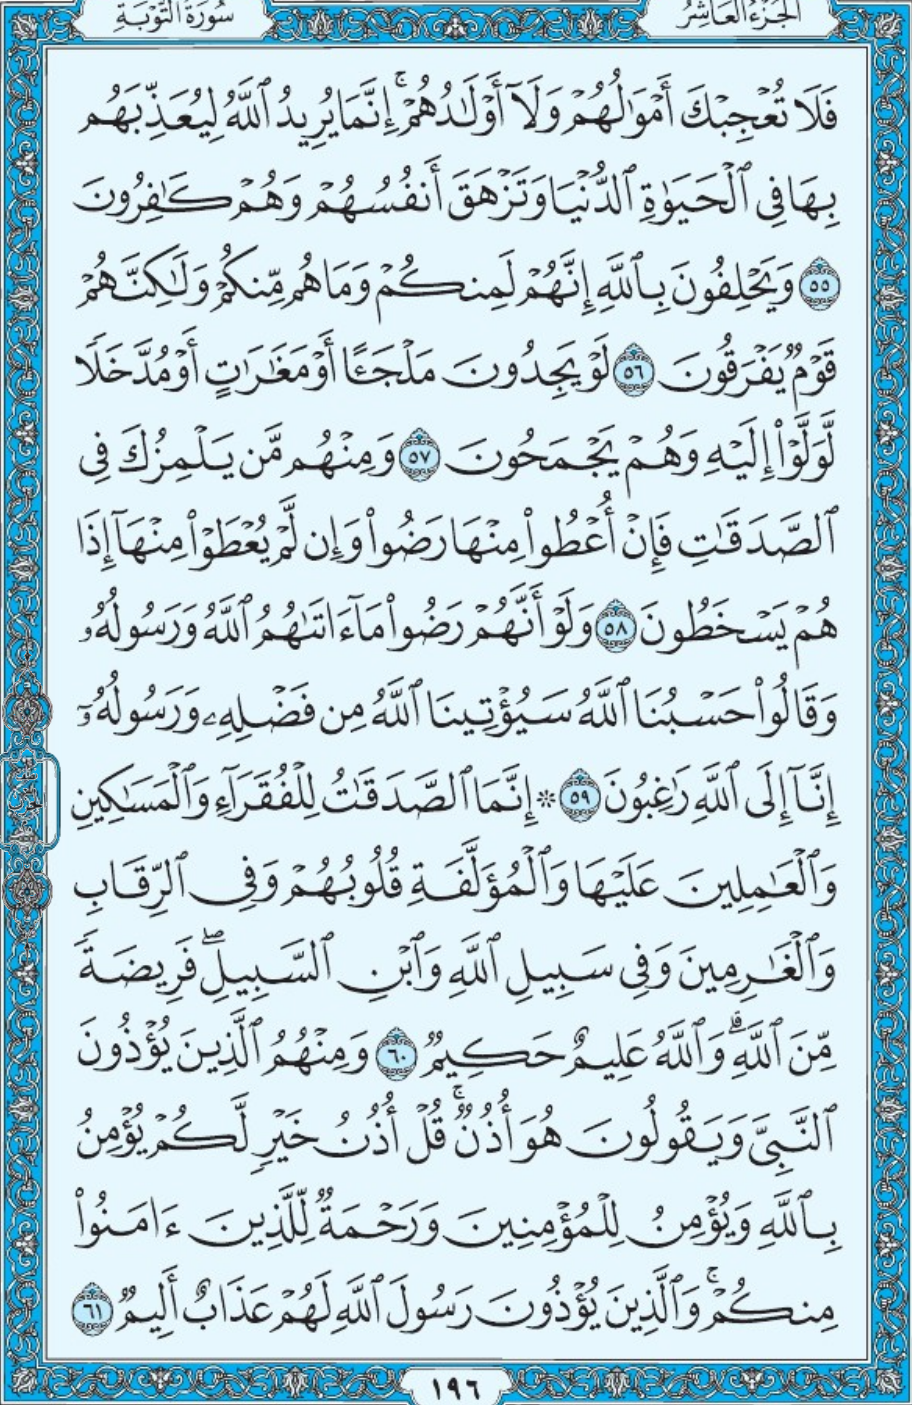 الجُزْءُ العَاشِرُ
سُورَةُ التَّوْبَةِ
فَلَا تُعْجِبْكَ أَمْوَٰلُهُمْ وَلَآ أَوْلَٰدُهُمْ ۚ إِنَّمَا يُرِيدُ ٱللَّهُ لِيُعَذِّبَهُم
بِهَا فِى ٱلْحَيَوٰةِ ٱلدُّنْيَا وَتَزْهَقَ أَنفُسُهُمْ وَهُمْ كَٰفِرُونَ
٥٥ وَيَحْلِفُونَ بِٱللَّهِ إِنَّهُمْ لَمِنكُمْ وَمَا هُم مِّنكُمْ وَلَٰكِنَّهُمْ
قَوْمٌ يَفْرَقُونَ ٥٦ لَوْ يَجِدُونَ مَلْجَـًٔا أَوْ مَغَٰرَٰتٍ أَوْ مُدَّخَلًا
لَّوَلَّوْا۟ إِلَيْهِ وَهُمْ يَجْمَحُونَ ٥٧ وَمِنْهُم مَّن يَلْمِزُكَ فِى
ٱلصَّدَقَٰتِ فَإِنْ أُعْطُوا۟ مِنْهَا رَضُوا۟ وَإِن لَّمْ يُعْطَوْا۟ مِنْهَآ إِذَا
هُمْ يَسْخَطُونَ ٥٨ وَلَوْ أَنَّهُمْ رَضُوا۟ مَآ ءَاتَىٰهُمُ ٱللَّهُ وَرَسُولُهُۥ
وَقَالُوا۟ حَسْبُنَا ٱللَّهُ سَيُؤْتِينَا ٱللَّهُ مِن فَضْلِهِۦ وَرَسُولُهُۥٓ
إِنَّآ إِلَى ٱللَّهِ رَٰغِبُونَ ٥٩ * إِنَّمَا ٱلصَّدَقَٰتُ لِلْفُقَرَآءِ وَٱلْمَسَٰكِينِ
وَٱلْعَٰمِلِينَ عَلَيْهَا وَٱلْمُؤَلَّفَةِ قُلُوبُهُمْ وَفِى ٱلرِّقَابِ
وَٱلْغَٰرِمِينَ وَفِى سَبِيلِ ٱللَّهِ وَٱبْنِ ٱلسَّبِيلِ ۖ فَرِيضَةً
مِّنَ ٱللَّهِ ۗ وَٱللَّهُ عَلِيمٌ حَكِيمٌ ٦٠ وَمِنْهُمُ ٱلَّذِينَ يُؤْذُونَ
ٱلنَّبِىَّ وَيَقُولُونَ هُوَ أُذُنٌ ۚ قُلْ أُذُنُ خَيْرٍ لَّكُمْ يُؤْمِنُ
بِٱللَّهِ وَيُؤْمِنُ لِلْمُؤْمِنِينَ وَرَحْمَةٌ لِّلَّذِينَ ءَامَنُوا۟
مِنكُمْ ۚ وَٱلَّذِينَ يُؤْذُونَ رَسُولَ ٱللَّهِ لَهُمْ عَذَابٌ أَلِيمٌ ٦١
١٩٦